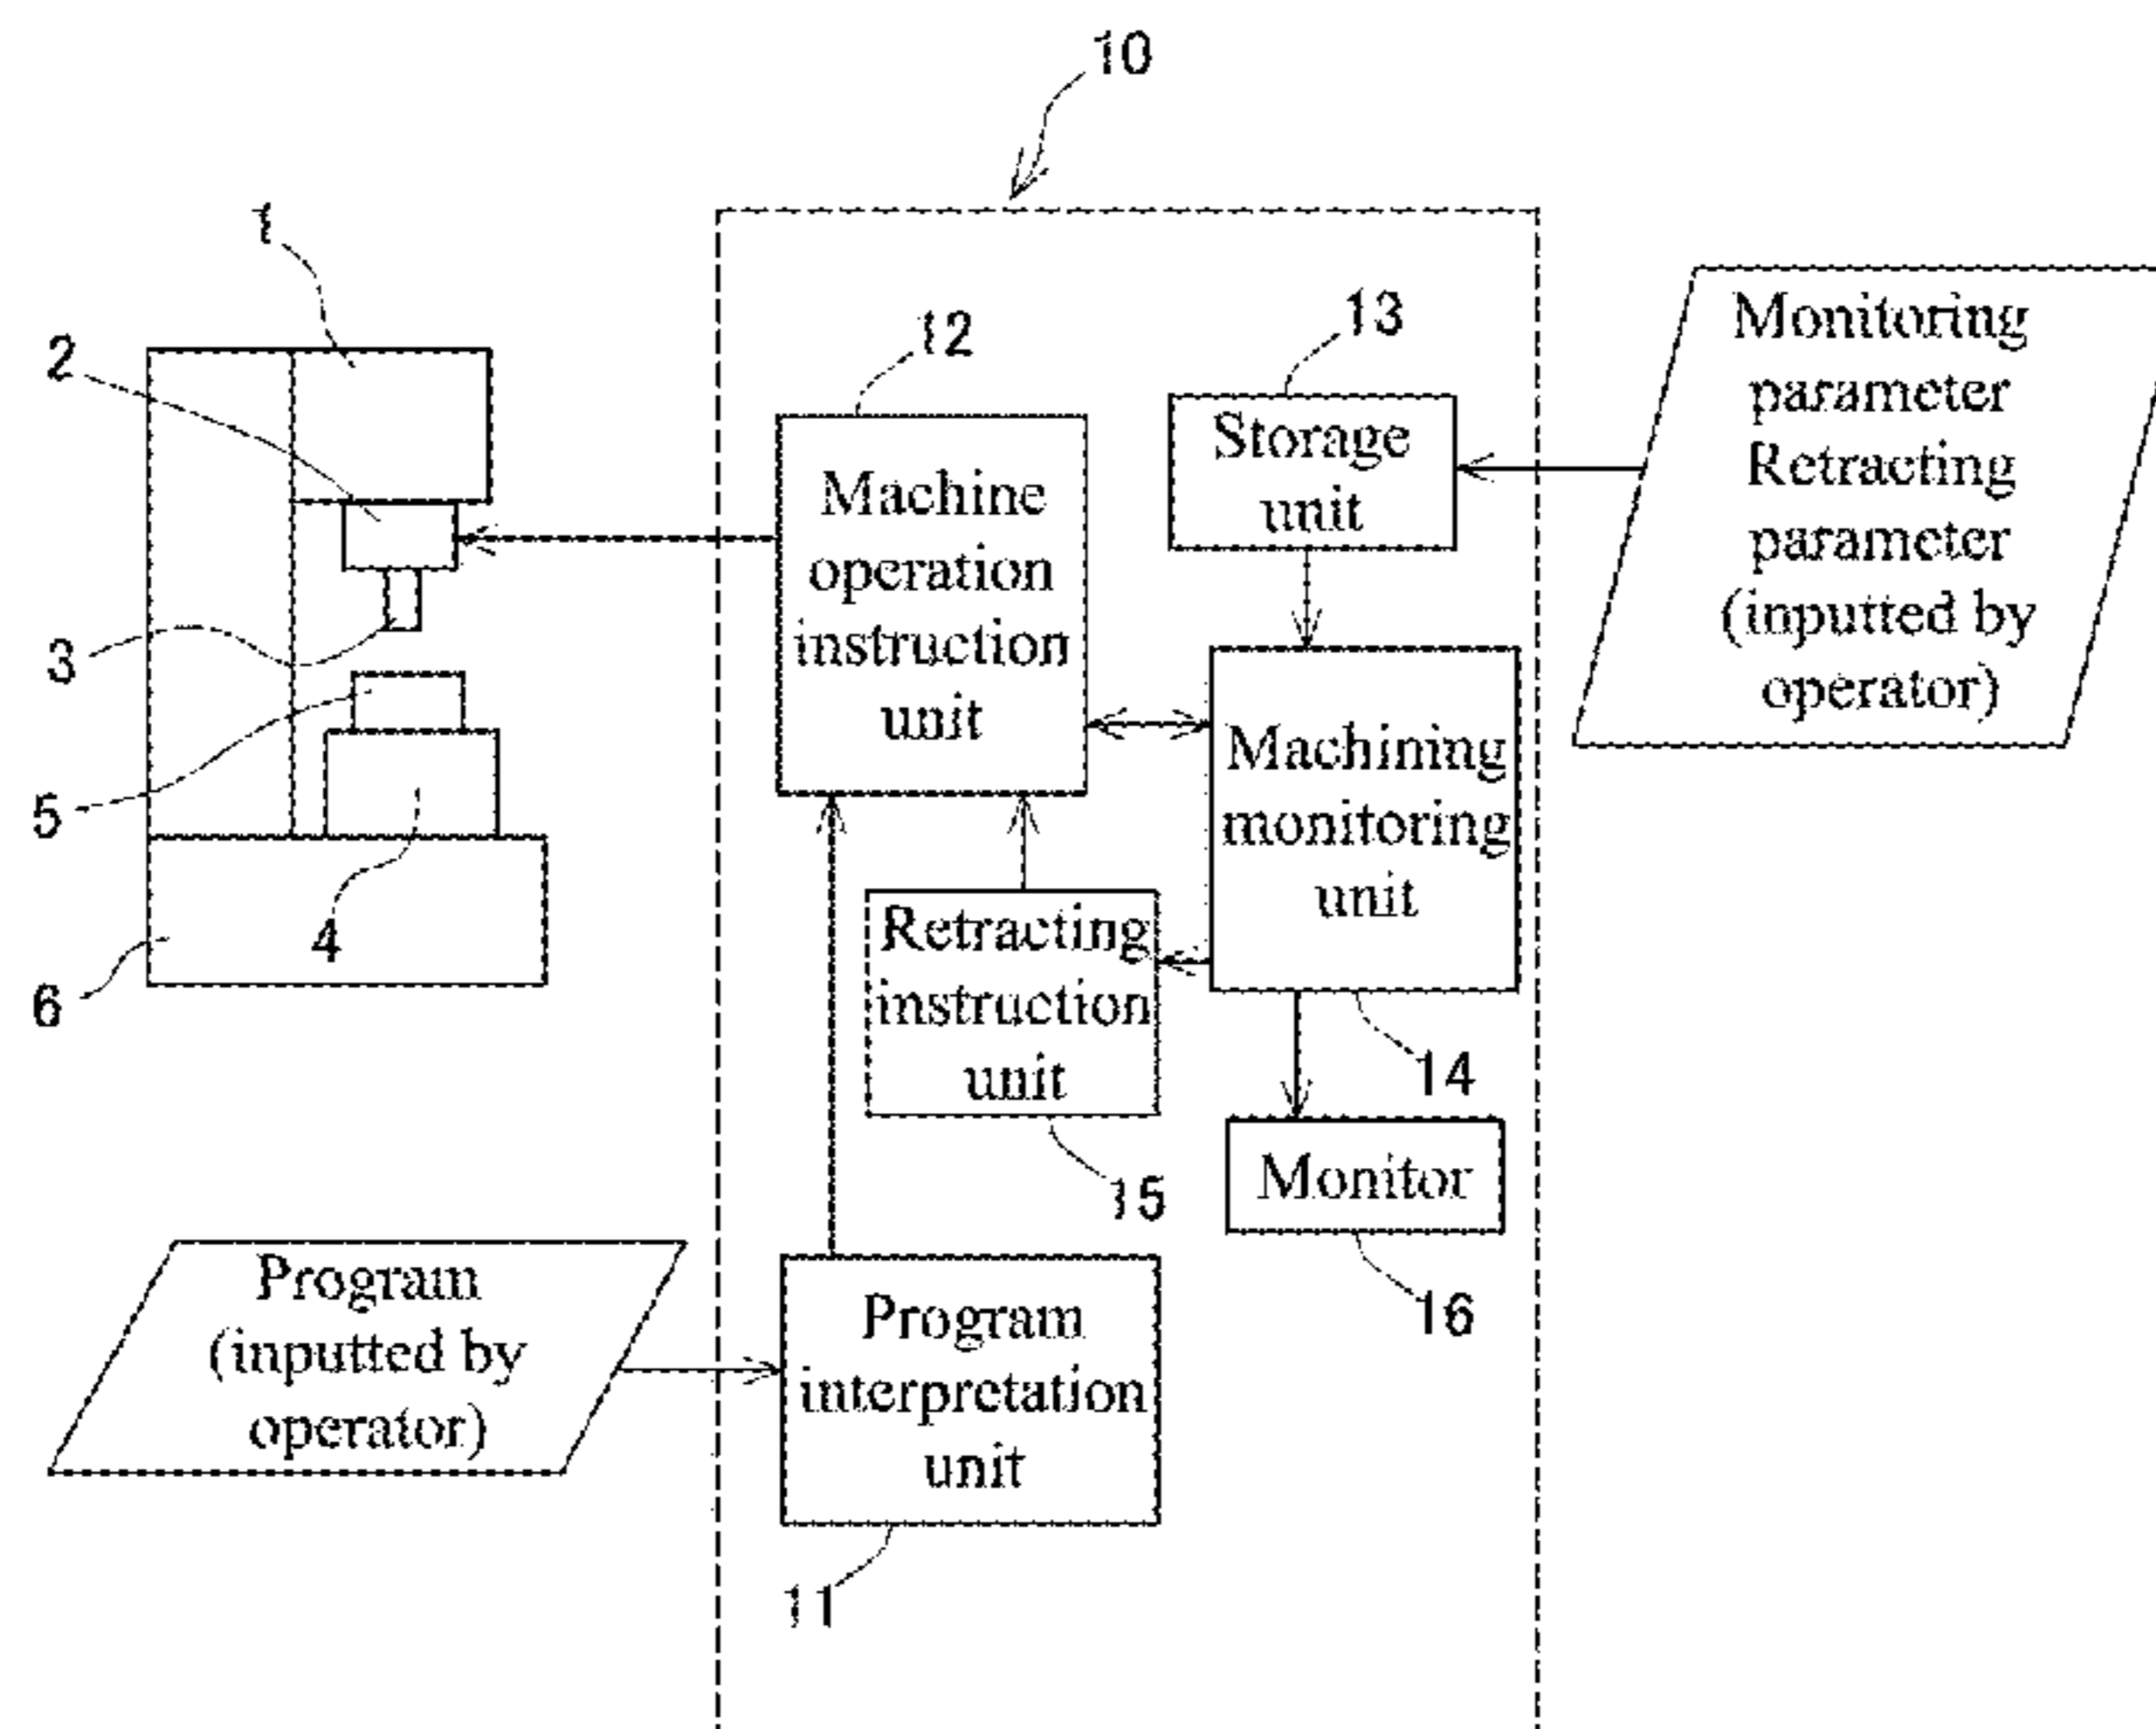 10
1
2
3
5
4
6
12
Machine
operation
instruction
unit
13
Storage
unit
Monitoring
parameter
Retracting
parameter
(inputted by
operator)
Machining
monitoring
unit
14
Retracting
instruction
unit
15
Monitor
16
Program
(inputted by
operator)
Program
interpretation
unit
11